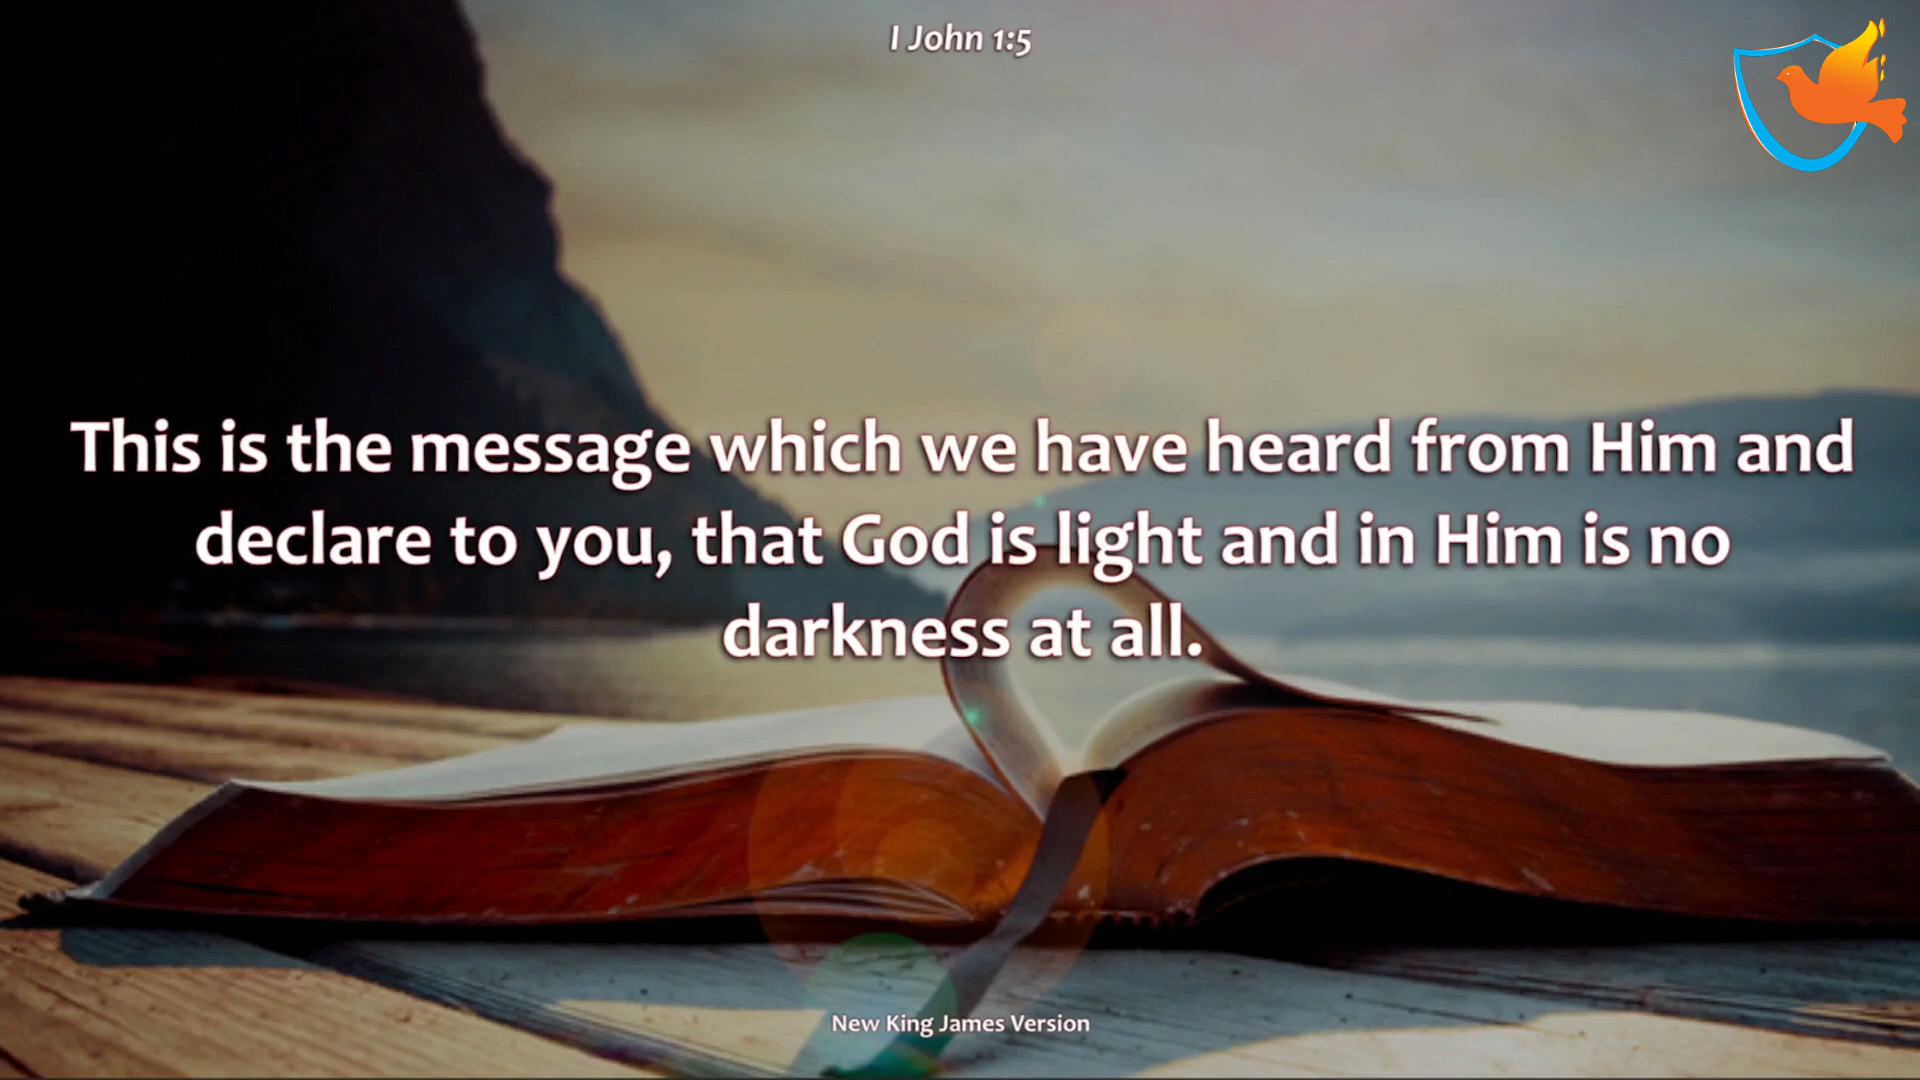 I John 1:5
This is the message which we have heard from Him and
declare to you, that God is light and in Him is no
darkness at all.
New King James Version